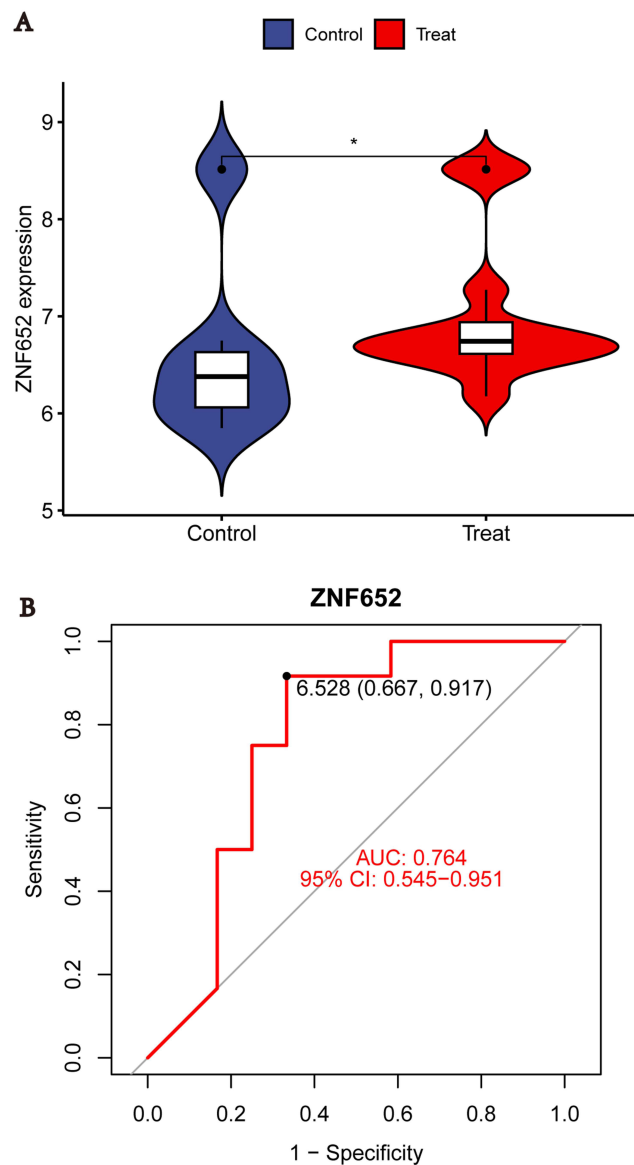 A
Control Treat
ZNF652 expression
9
8
7
6
5
*
Control Treat
B
ZNF652
Sensitivity
1.0
0.8
0.6
0.4
0.2
0.0
6.528 (0.667, 0.917)
AUC: 0.764
95% CI: 0.545−0.951
0.0 0.2 0.4 0.6 0.8 1.0
1 − Specificity